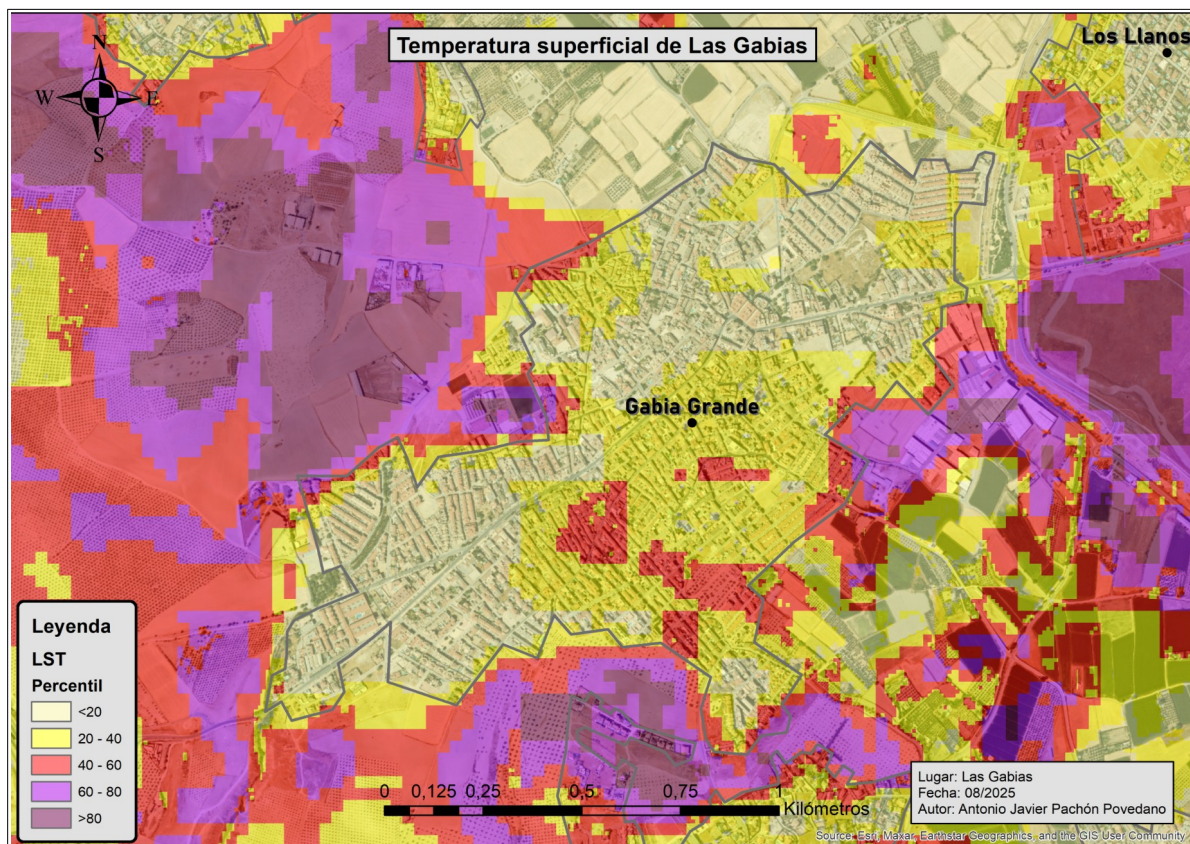 Temperatura superficial de Las Gabias
Los Llanos
N
W E
S
Gabia Grande
Leyenda
LST
Percentil
<20
20 - 40
40 - 60
60 - 80
>80
0 0,125 0,25 0,5 0,75 1
Kilómetros
Lugar: Las Gabias
Fecha: 08/2025
Autor: Antonio Javier Pachón Povedano
Source: Esri, Maxar, Earthstar Geographics, and the GIS User Community